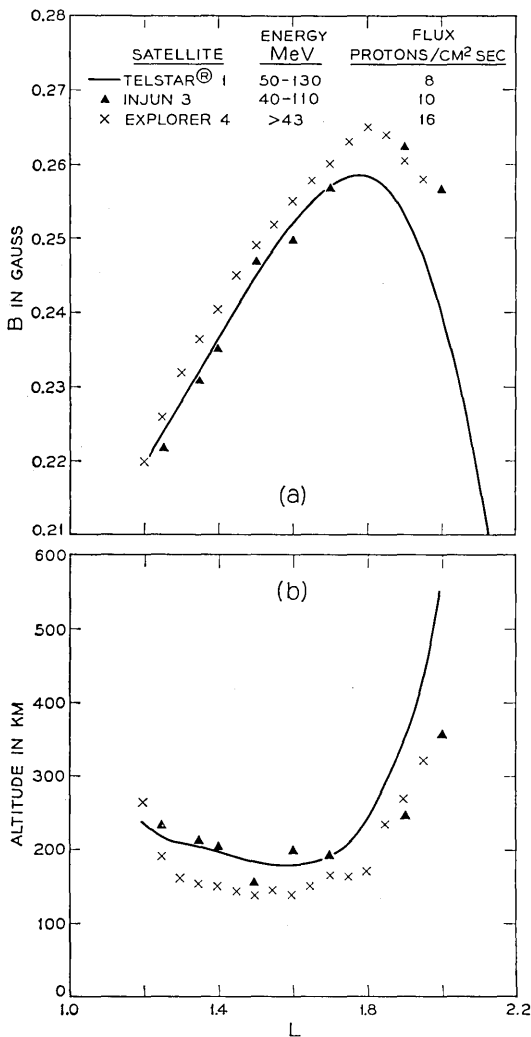 ENERGY FLUX
SATELLITE MeV PROTONS/CM² SEC
TELSTAR® 1 50-130 8
INJUN 3 40-110 10
EXPLORER 4 >43 16
0.28
0.27
0.26
0.25
0.24
0.23
0.22
0.21
B IN GAUSS
(a)
600
500
400
300
200
100
0
ALTITUDE IN KM
(b)
1.0 1.4 1.8 2.2
L